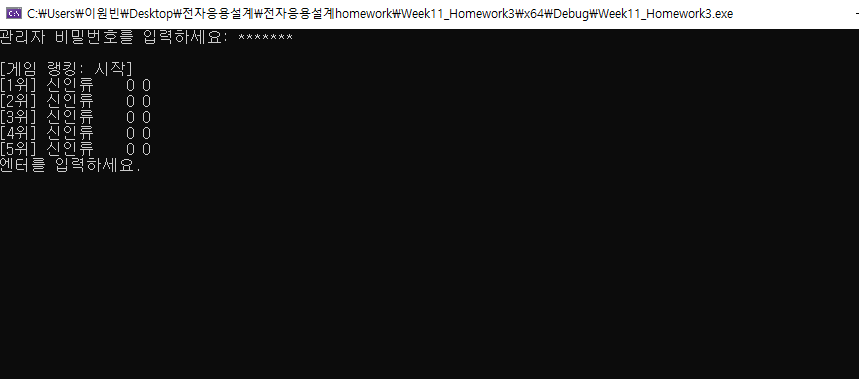 C:₩Users₩이원빈₩Desktop₩전자응용설계₩전자응용설계homework₩Week11_Homework3₩x64₩Debug₩Week11_Homework3.exe
관리자 비밀번호를 입력하세요: *******
[게임 랭킹: 시작]
[1위] 신인류 0 0
[2위] 신인류 0 0
[3위] 신인류 0 0
[4위] 신인류 0 0
[5위] 신인류 0 0
엔터를 입력하세요.